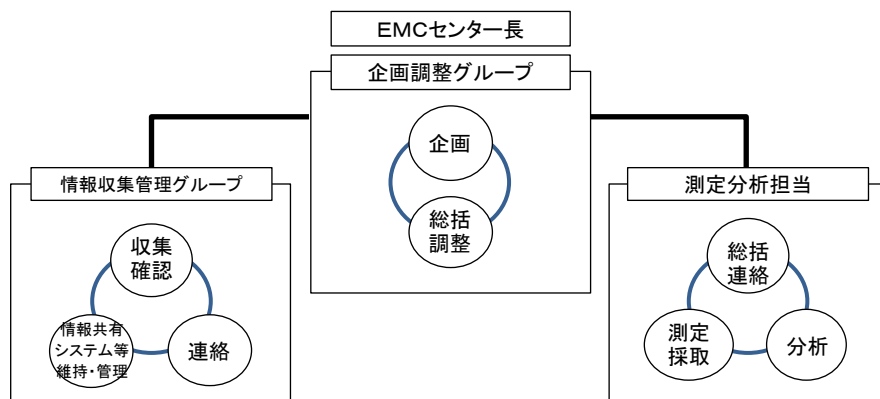 EMCセンター長
企画調整グループ
企画
総括
調整
情報収集管理グループ
収集
確認
情報共有
システム等
維持・管理
連絡
測定分析担当
総括
連絡
測定
採取
分析